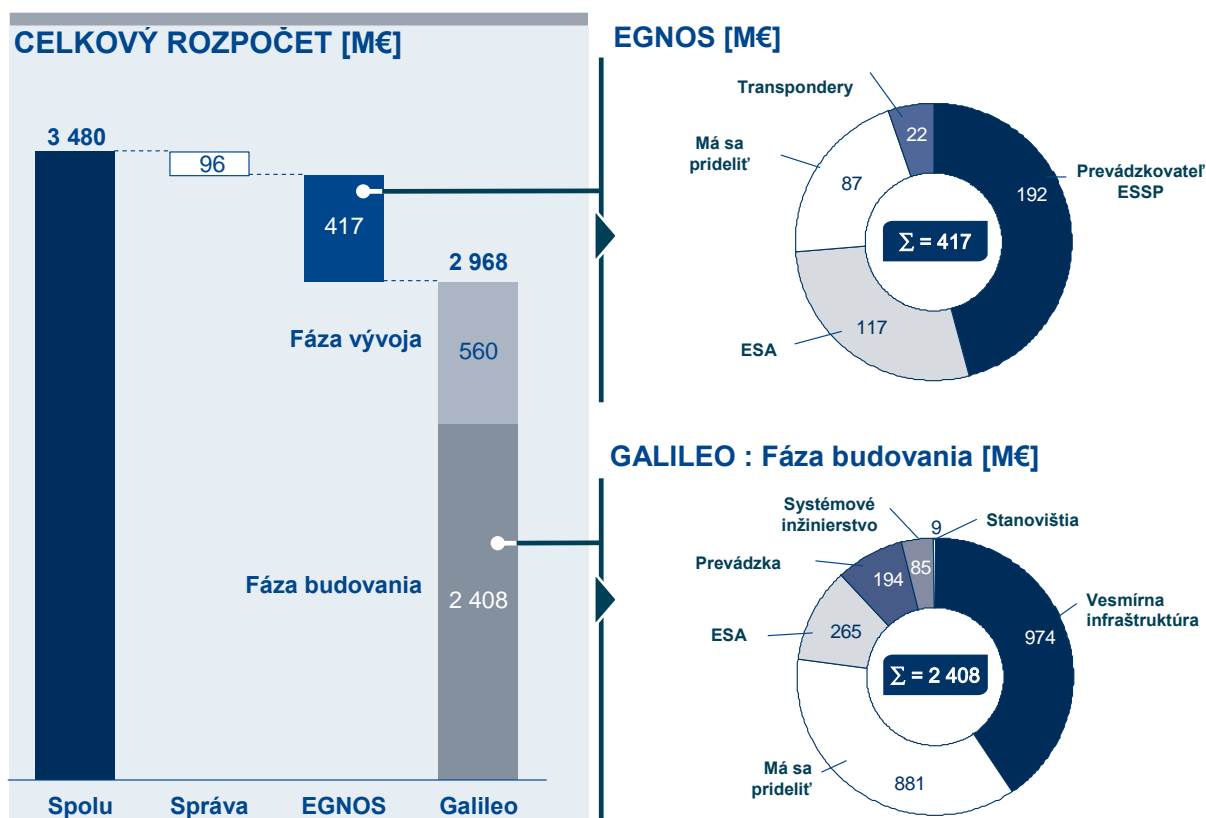 CELKOVÝ ROZPOČET [M€]
3 480
96
417
2 968
Fáza vývoja
560
Fáza budovania
2 408
Spolu
Správa
EGNOS
Galileo
EGNOS [M€]
Transpondery
22
Má sa
prideliť
87
192
Prevádzkovateľ
ESSP
∑ = 417
117
ESA
GALILEO : Fáza budovania [M€]
Systémové
inžinierstvo
9
Stanovištia
Prevádzka
194
85
ESA
265
974
Vesmírna
infraštruktúra
∑ = 2 408
Má sa
prideliť
881